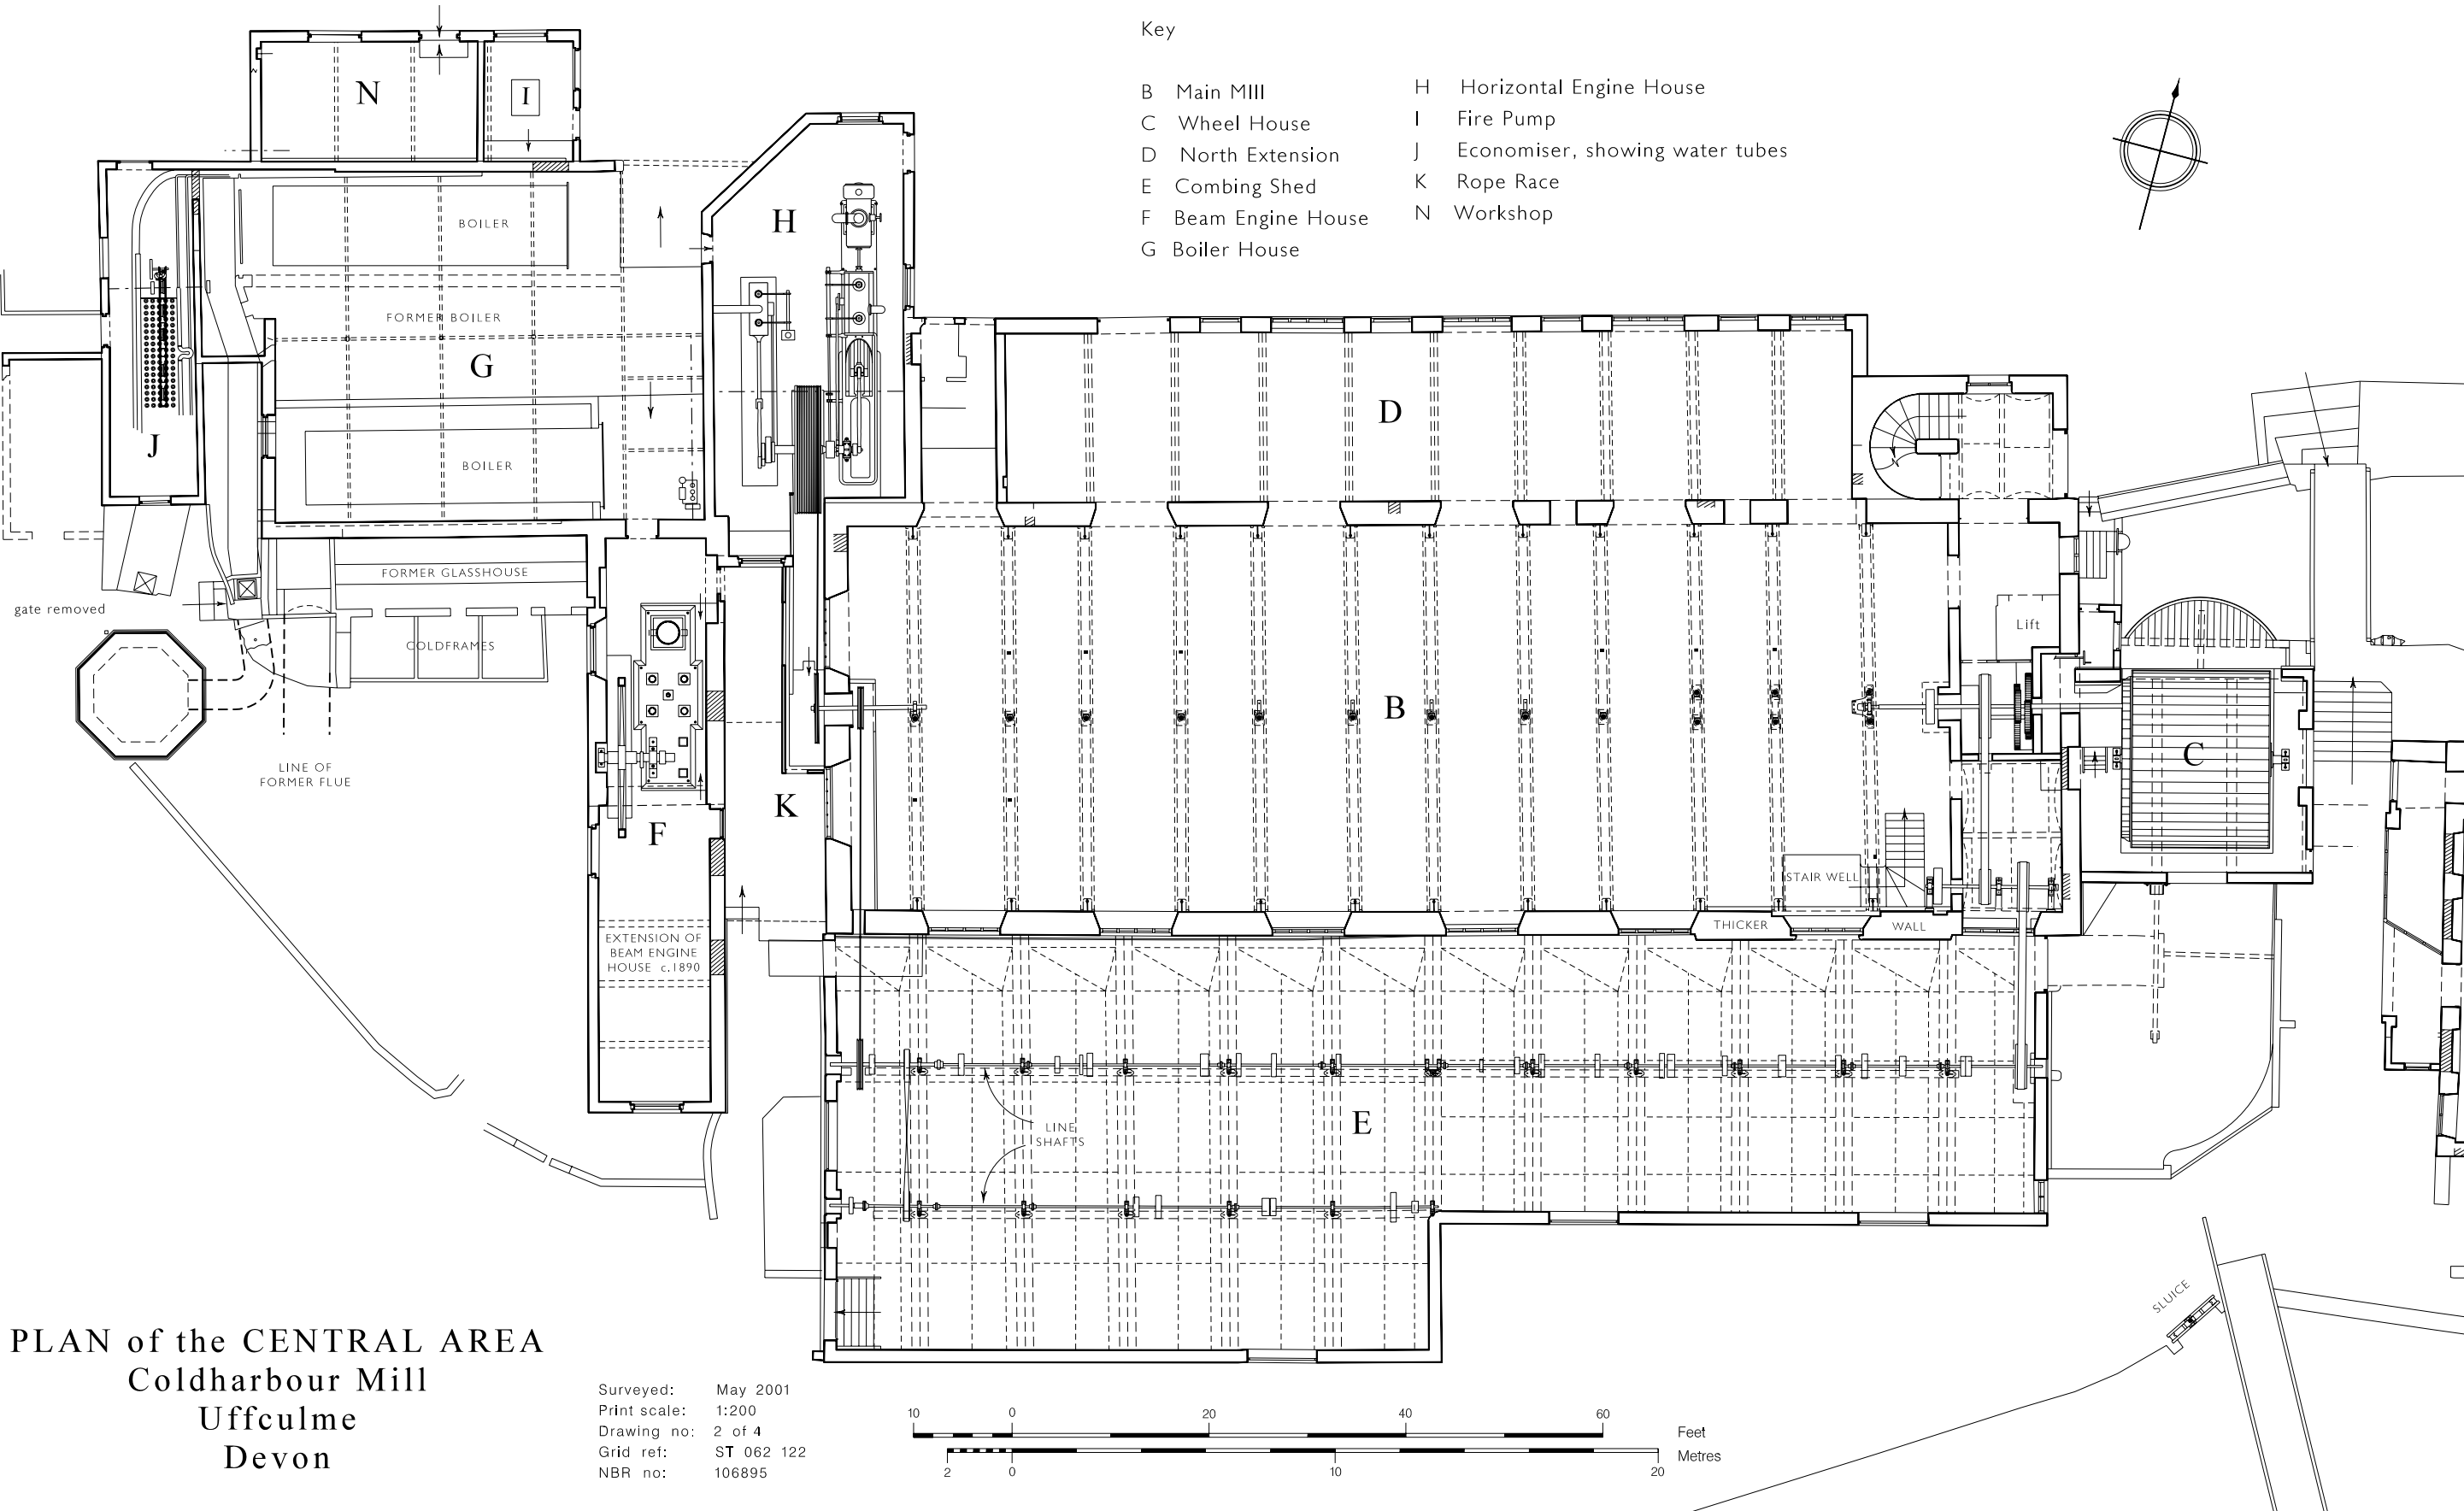 Key
B Main MIll
C Wheel House
D North Extension
E Combing Shed
F Beam Engine House
G Boiler House
H Horizontal Engine House
I Fire Pump
J Economiser, showing water tubes
K Rope Race
N Workshop
N
I
H
BOILER
FORMER BOILER
G
J
BOILER
D
FORMER GLASSHOUSE
gate removed
COLDFRAMES
Lift
B
C
LINE OF
FORMER FLUE
K
F
STAIR WELL
THICKER
WALL
EXTENSION OF
BEAM ENGINE
HOUSE c.1890
LINE
SHAFTS
E
SLUICE
PLAN of the CENTRAL AREA
Coldharbour Mill
Uffculme
Devon
Surveyed: May 2001
Print scale: 1:200
Drawing no: 2 of 4
Grid ref: ST 062 122
NBR no: 106895
10 0 20 40 60
Feet
Metres
2 0 10 20